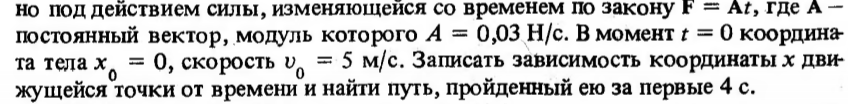 но под действием силы, изменяющейся со временем по закону F = At, где A —
постоянный вектор, модуль которого A = 0,03 Н/с. В момент t = 0 координа-
та тела x₀ = 0, скорость υ₀ = 5 м/с. Записать зависимость координаты x дви-
жущейся точки от времени и найти путь, пройденный ею за первые 4 с.